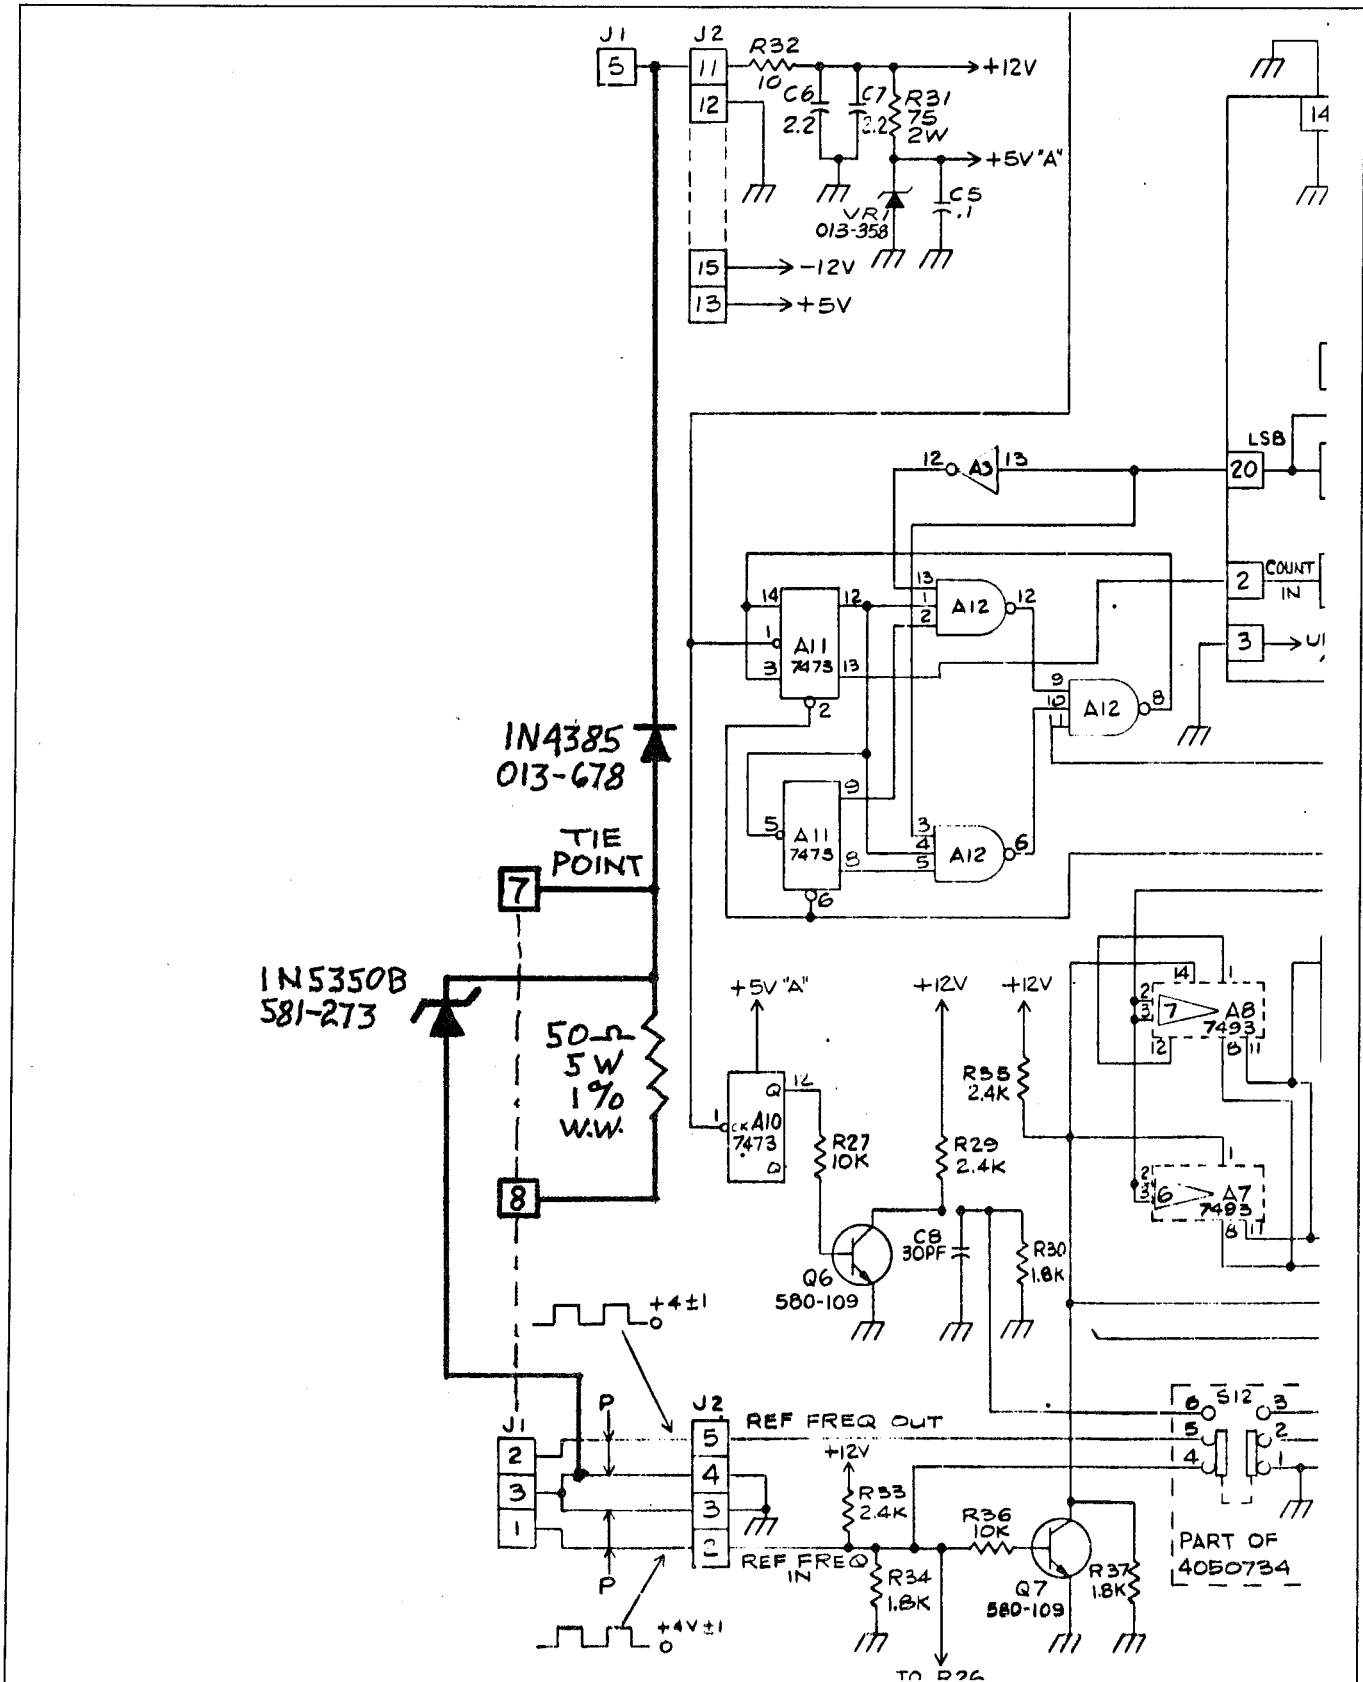 J1 J2
5 11 R32 10 +12V
12 C6 2.2 C7 2.2 R31 75 2W
+5V "A"
VR1 013-358 C5 .1
15 -12V
13 +5V
14
LSB
12 A3 13 20
COUNT IN
2
3
14 12 13 1 2 A12 12
1 A11 7473
3 13
2
9 10 11 A12 8
1N4385
013-678
9
5 A11 7473
8
6
3 4 5 A12 6
TIE POINT
7
1N5350B
581-273
50Ω
5W
1%
W.W.
8
+5V "A" +12V +12V
14 1
2 3 7 A8 7493
12 8 11
R35 2.4K
Q 12
1 CK A10 7473
Q
R27 10K
R29 2.4K
1
2 3 6 A7 7493
8 11
C8 30PF
R30 1.8K
Q6
580-109
+4 ±1
0
P
J1 J2
2 5 REF FREQ OUT
3 4
1 3
2 REF FREQ IN
+12V
R33 2.4K
R34 1.8K
R36 10K
Q7
580-109
R37 1.8K
6 S12 3
5 2
4 1
PART OF
4050734
P
+4V ±1
0
TO R26